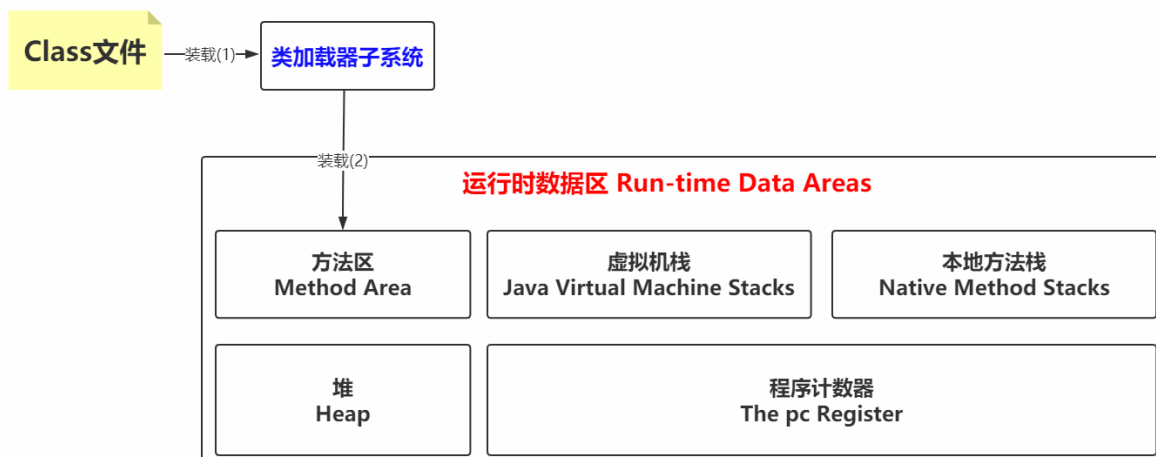 Class文件
装载(1)
类加载器子系统
装载(2)
运行时数据区 Run-time Data Areas
方法区
Method Area
虚拟机栈
Java Virtual Machine Stacks
本地方法栈
Native Method Stacks
堆
Heap
程序计数器
The pc Register